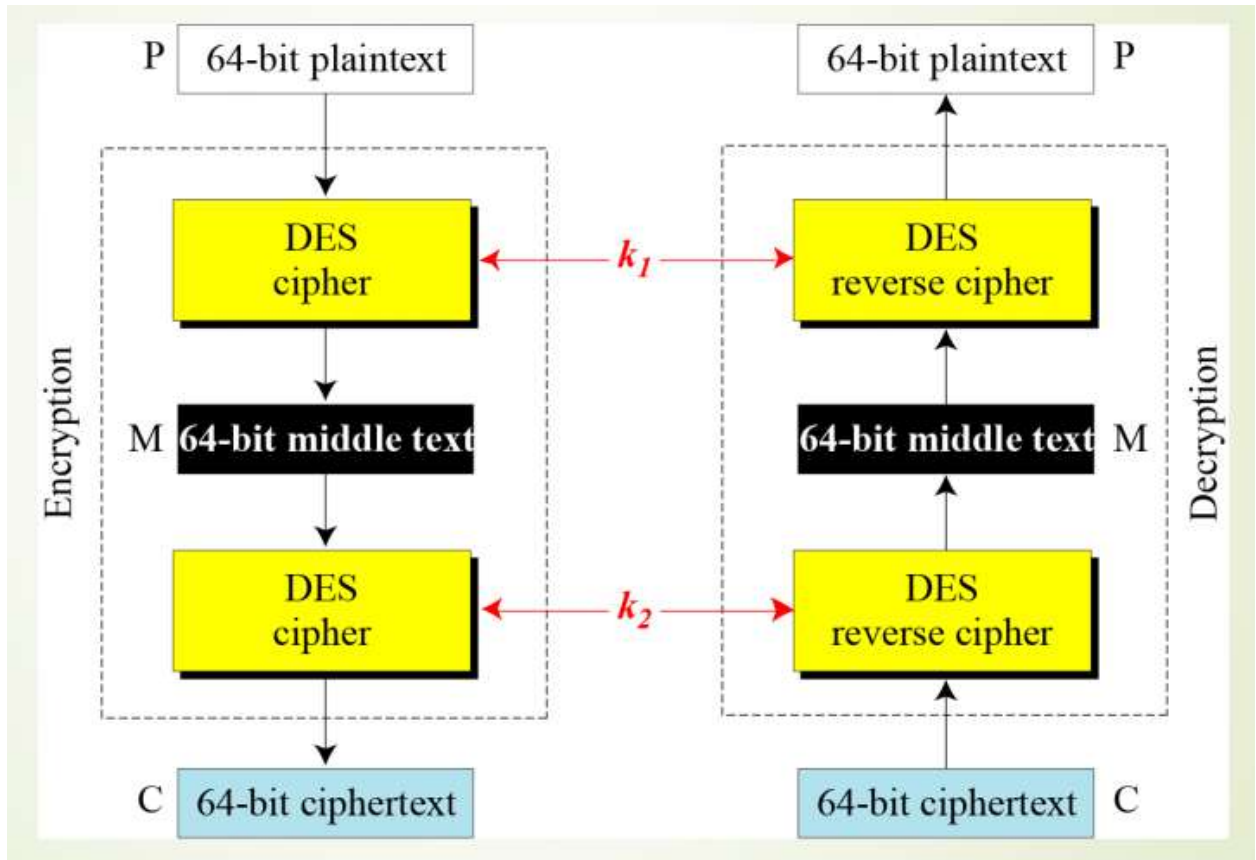 P 64-bit plaintext
64-bit plaintext P
DES
cipher
k1
DES
reverse cipher
Encryption
M 64-bit middle text
64-bit middle text M
Decryption
DES
cipher
k2
DES
reverse cipher
C 64-bit ciphertext
64-bit ciphertext C